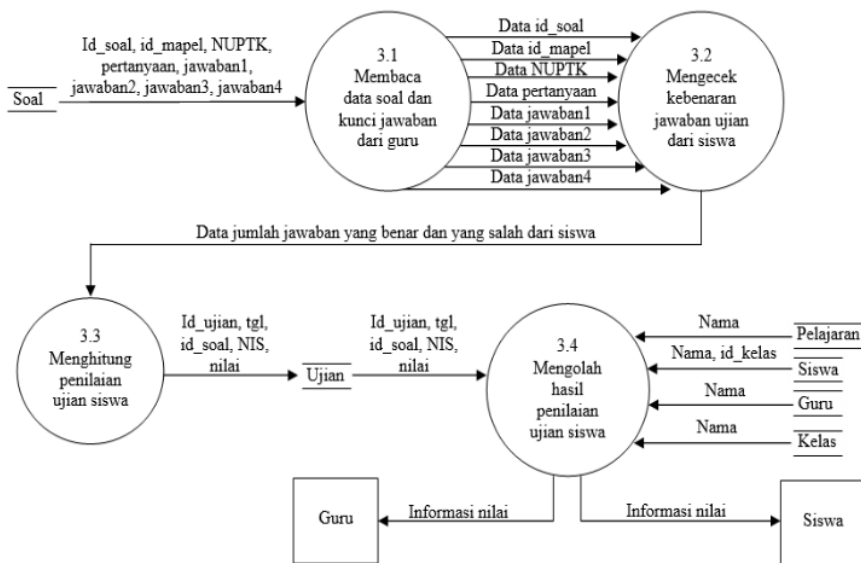 Id_soal, id_mapel, NUPTK,
pertanyaan, jawaban1,
jawaban2, jawaban3, jawaban4
Soal
3.1
Membaca
data soal dan
kunci jawaban
dari guru
Data id_soal
Data id_mapel
Data NUPTK
Data pertanyaan
Data jawaban1
Data jawaban2
Data jawaban3
Data jawaban4
3.2
Mengecek
kebenaran
jawaban ujian
dari siswa
Data jumlah jawaban yang benar dan yang salah dari siswa
3.3
Menghitung
penilaian
ujian siswa
Id_ujian, tgl,
id_soal, NIS,
nilai
Ujian
Id_ujian, tgl,
id_soal, NIS,
nilai
3.4
Mengolah
hasil
penilaian
ujian siswa
Nama
Pelajaran
Nama, id_kelas
Siswa
Nama
Guru
Nama
Kelas
Guru
Informasi nilai
Informasi nilai
Siswa